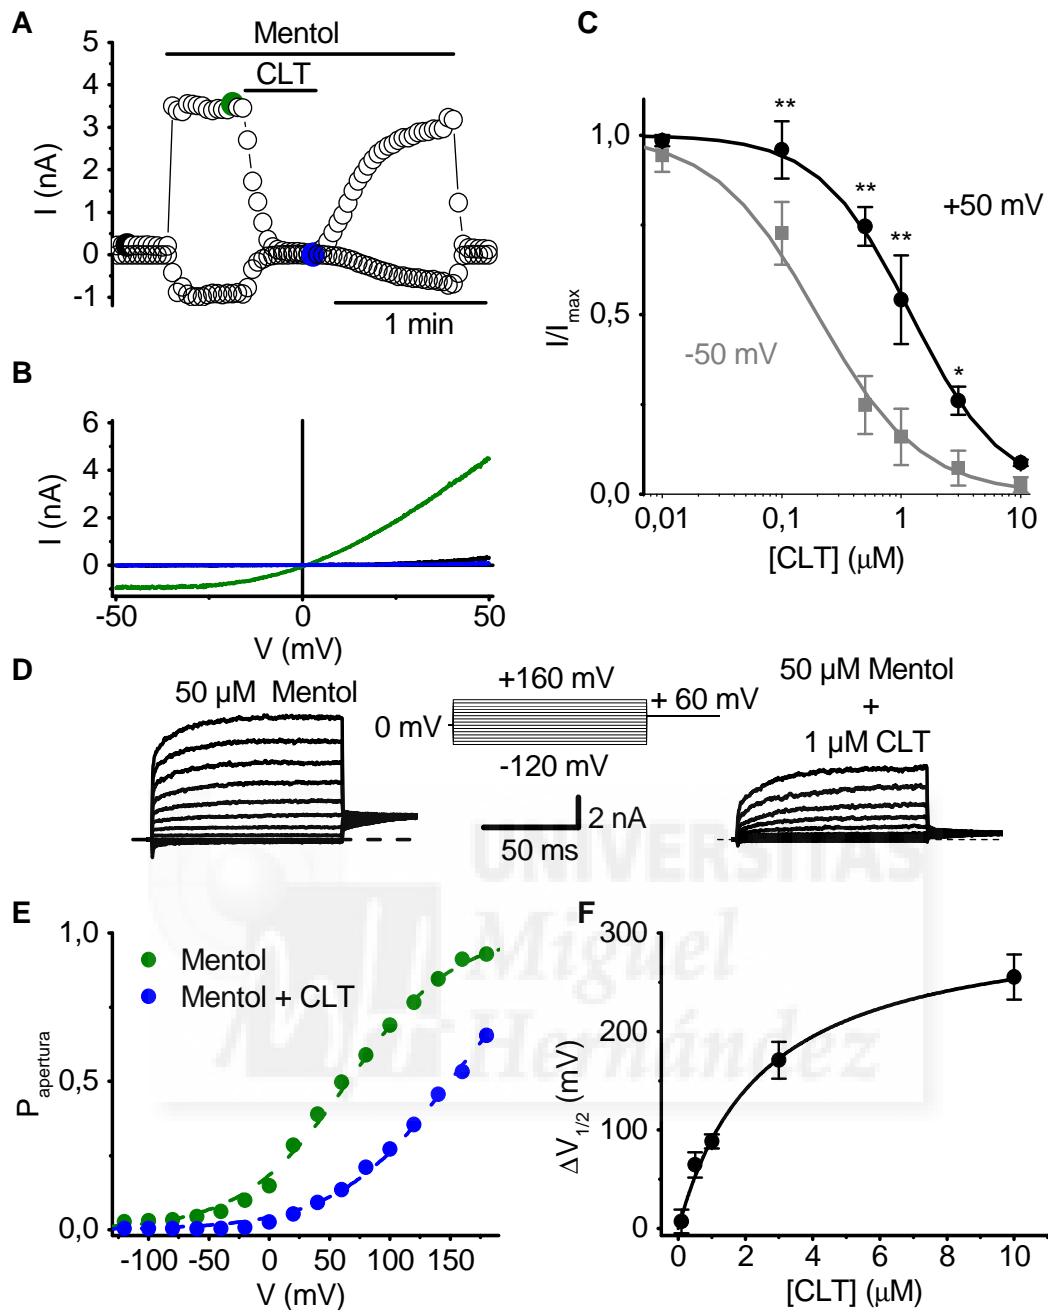 A
Mentol
CLT
5
4
3
2
1
0
-1
I (nA)
1 min
B
6
4
2
0
I (nA)
-50
0
50
V (mV)
C
**
**
**
*
+50 mV
-50 mV
1,0
0,5
0,0
I/Imax
0,01
0,1
1
10
[CLT] (μM)
D
50 μM Mentol
+160 mV
0 mV
+ 60 mV
-120 mV
2 nA
50 ms
50 μM Mentol
+
1 μM CLT
UNIVERSITAS
Miguel
Hernández
E
1,0
0,5
0,0
Papertura
Mentol
Mentol + CLT
-100
-50
0
50
100
150
V (mV)
F
300
200
100
0
ΔV1/2 (mV)
0
2
4
6
8
10
[CLT] (μM)